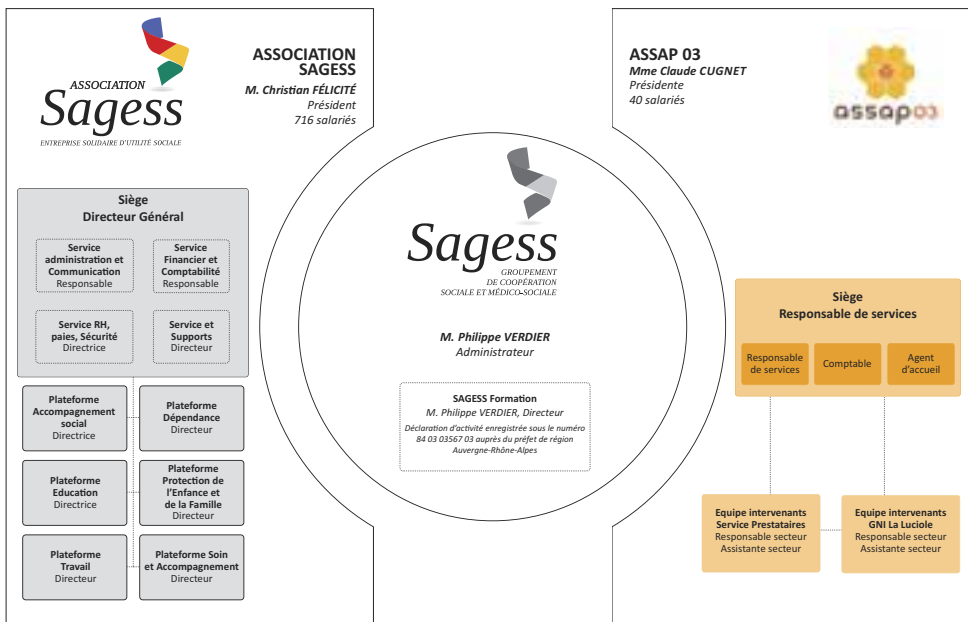 ASSOCIATION
Sagess
ENTREPRISE SOLIDAIRE D'UTILITÉ SOCIALE
ASSOCIATION
SAGESS
M. Christian FÉLICITÉ
Président
716 salariés
Siège
Directeur Général
Service
administration et
Communication
Responsable
Service
Financier et
Comptabilité
Responsable
Service RH,
paies, Sécurité
Directrice
Service et
Supports
Directeur
Plateforme
Accompagnement
social
Directrice
Plateforme
Dépendance
Directeur
Plateforme
Education
Directrice
Plateforme
Protection de
l'Enfance et
de la Famille
Directeur
Plateforme
Travail
Directeur
Plateforme Soin
et Accompagnement
Directeur
Sagess
GROUPEMENT
DE COOPÉRATION
SOCIALE ET MÉDICO-SOCIALE
M. Philippe VERDIER
Administrateur
SAGESS Formation
M. Philippe VERDIER, Directeur
Déclaration d'activité enregistrée sous le numéro
84 03 03567 03 auprès du préfet de région
Auvergne-Rhône-Alpes
ASSAP 03
Mme Claude CUGNET
Présidente
40 salariés
assap03
Siège
Responsable de services
Responsable
de services
Comptable
Agent
d'accueil
Equipe intervenants
Service Prestataires
Responsable secteur
Assistante secteur
Equipe intervenants
GNI La Luciole
Responsable secteur
Assistante secteur